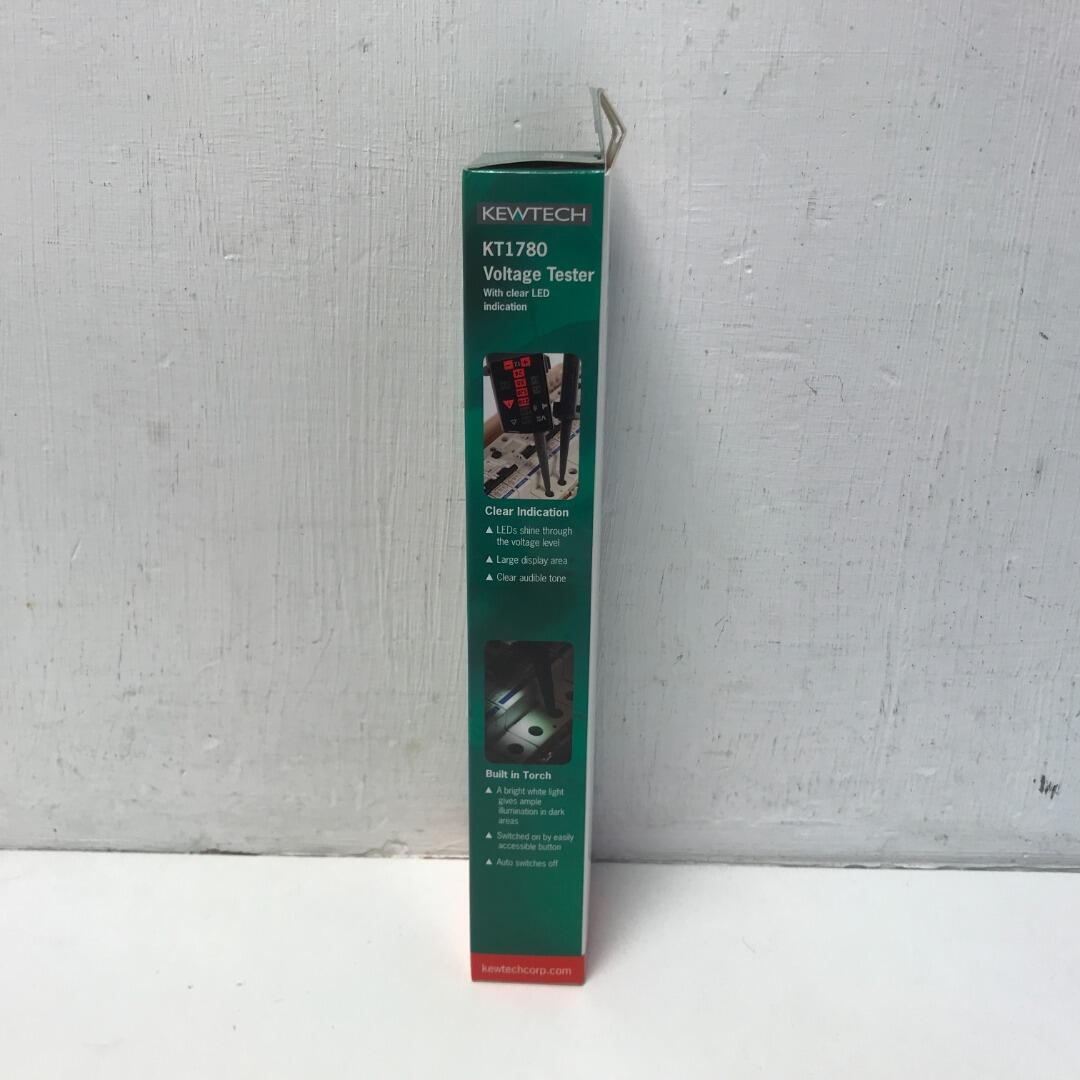 KEWTECH
KT1780
Voltage Tester
With clear LED
indication
Clear Indication
▲ LEDs shine through
the voltage level
▲ Large display area
▲ Clear audible tone
Built in Torch
▲ A bright white light
gives ample
illumination in dark
areas
▲ Switched on by easily
accessible button
▲ Auto switches off
kewtechcorp.com